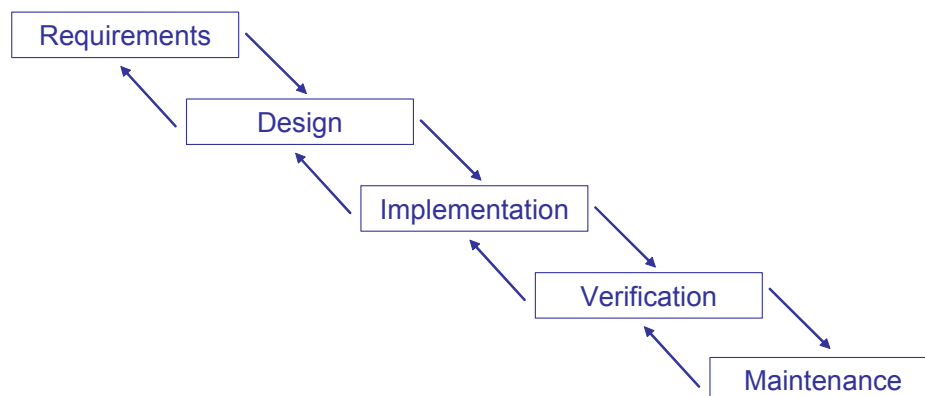 Requirements
Design
Implementation
Verification
Maintenance